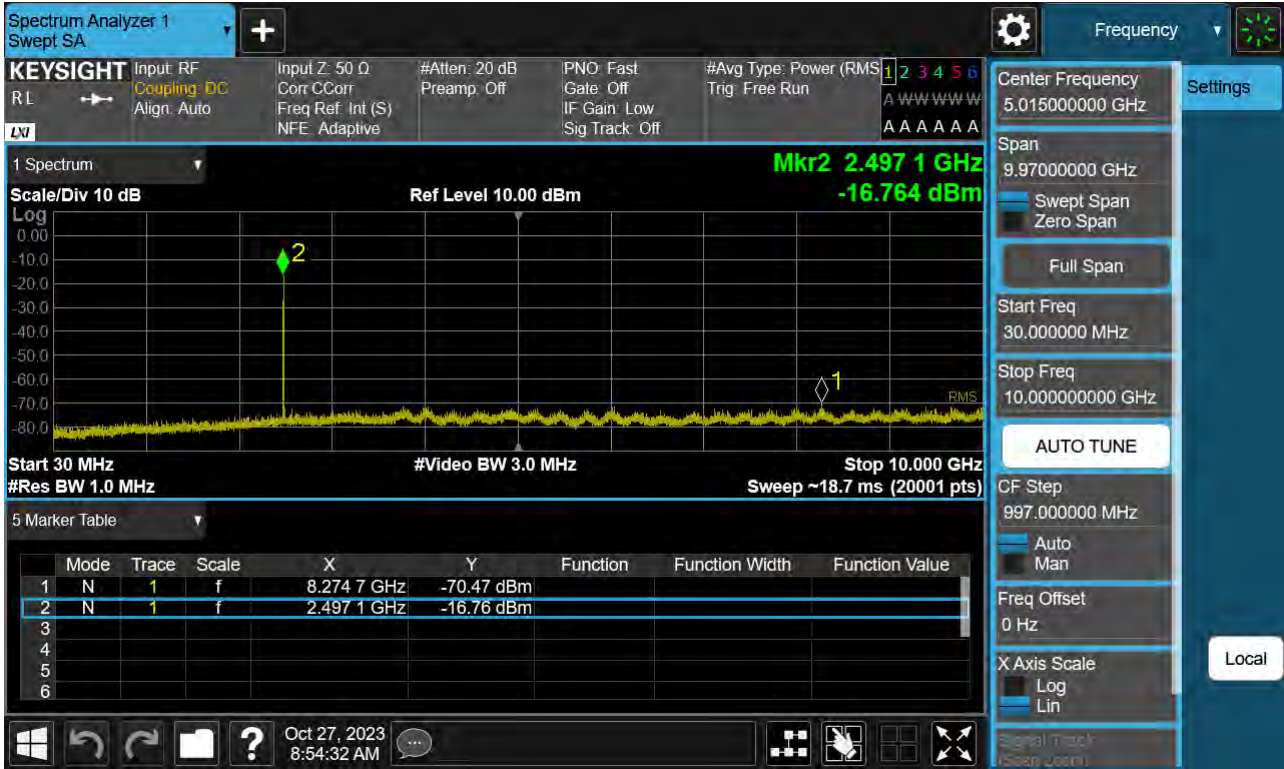 Spectrum Analyzer 1
Swept SA
+
Frequency
KEYSIGHT
Input: RF
Input Z: 50 Ω
#Atten: 20 dB
PNO: Fast
#Avg Type: Power (RMS
1 2 3 4 5 6
R L
Coupling: DC
Corr CCorr
Preamp: Off
Gate: Off
Trig: Free Run
A W W W W W
Align: Auto
Freq Ref: Int (S)
IF Gain: Low
LXI
NFE: Adaptive
Sig Track: Off
A A A A A A
1 Spectrum
Mkr2 2.497 1 GHz
Scale/Div 10 dB
Ref Level 10.00 dBm
-16.764 dBm
Log
0.00
-10.0
-20.0
-30.0
-40.0
-50.0
-60.0
-70.0
-80.0
2
1
RMS
Start 30 MHz
#Video BW 3.0 MHz
Stop 10.000 GHz
#Res BW 1.0 MHz
Sweep ~18.7 ms (20001 pts)
5 Marker Table
Mode Trace Scale X Y Function Function Width Function Value
1 N 1 f 8.274 7 GHz -70.47 dBm
2 N 1 f 2.497 1 GHz -16.76 dBm
3
4
5
6
Center Frequency
5.015000000 GHz
Settings
Span
9.97000000 GHz
Swept Span
Zero Span
Full Span
Start Freq
30.000000 MHz
Stop Freq
10.000000000 GHz
AUTO TUNE
CF Step
997.000000 MHz
Auto
Man
Freq Offset
0 Hz
X Axis Scale
Log
Lin
Local
Signal Track
(Span Zoom)
?
Oct 27, 2023
8:54:32 AM